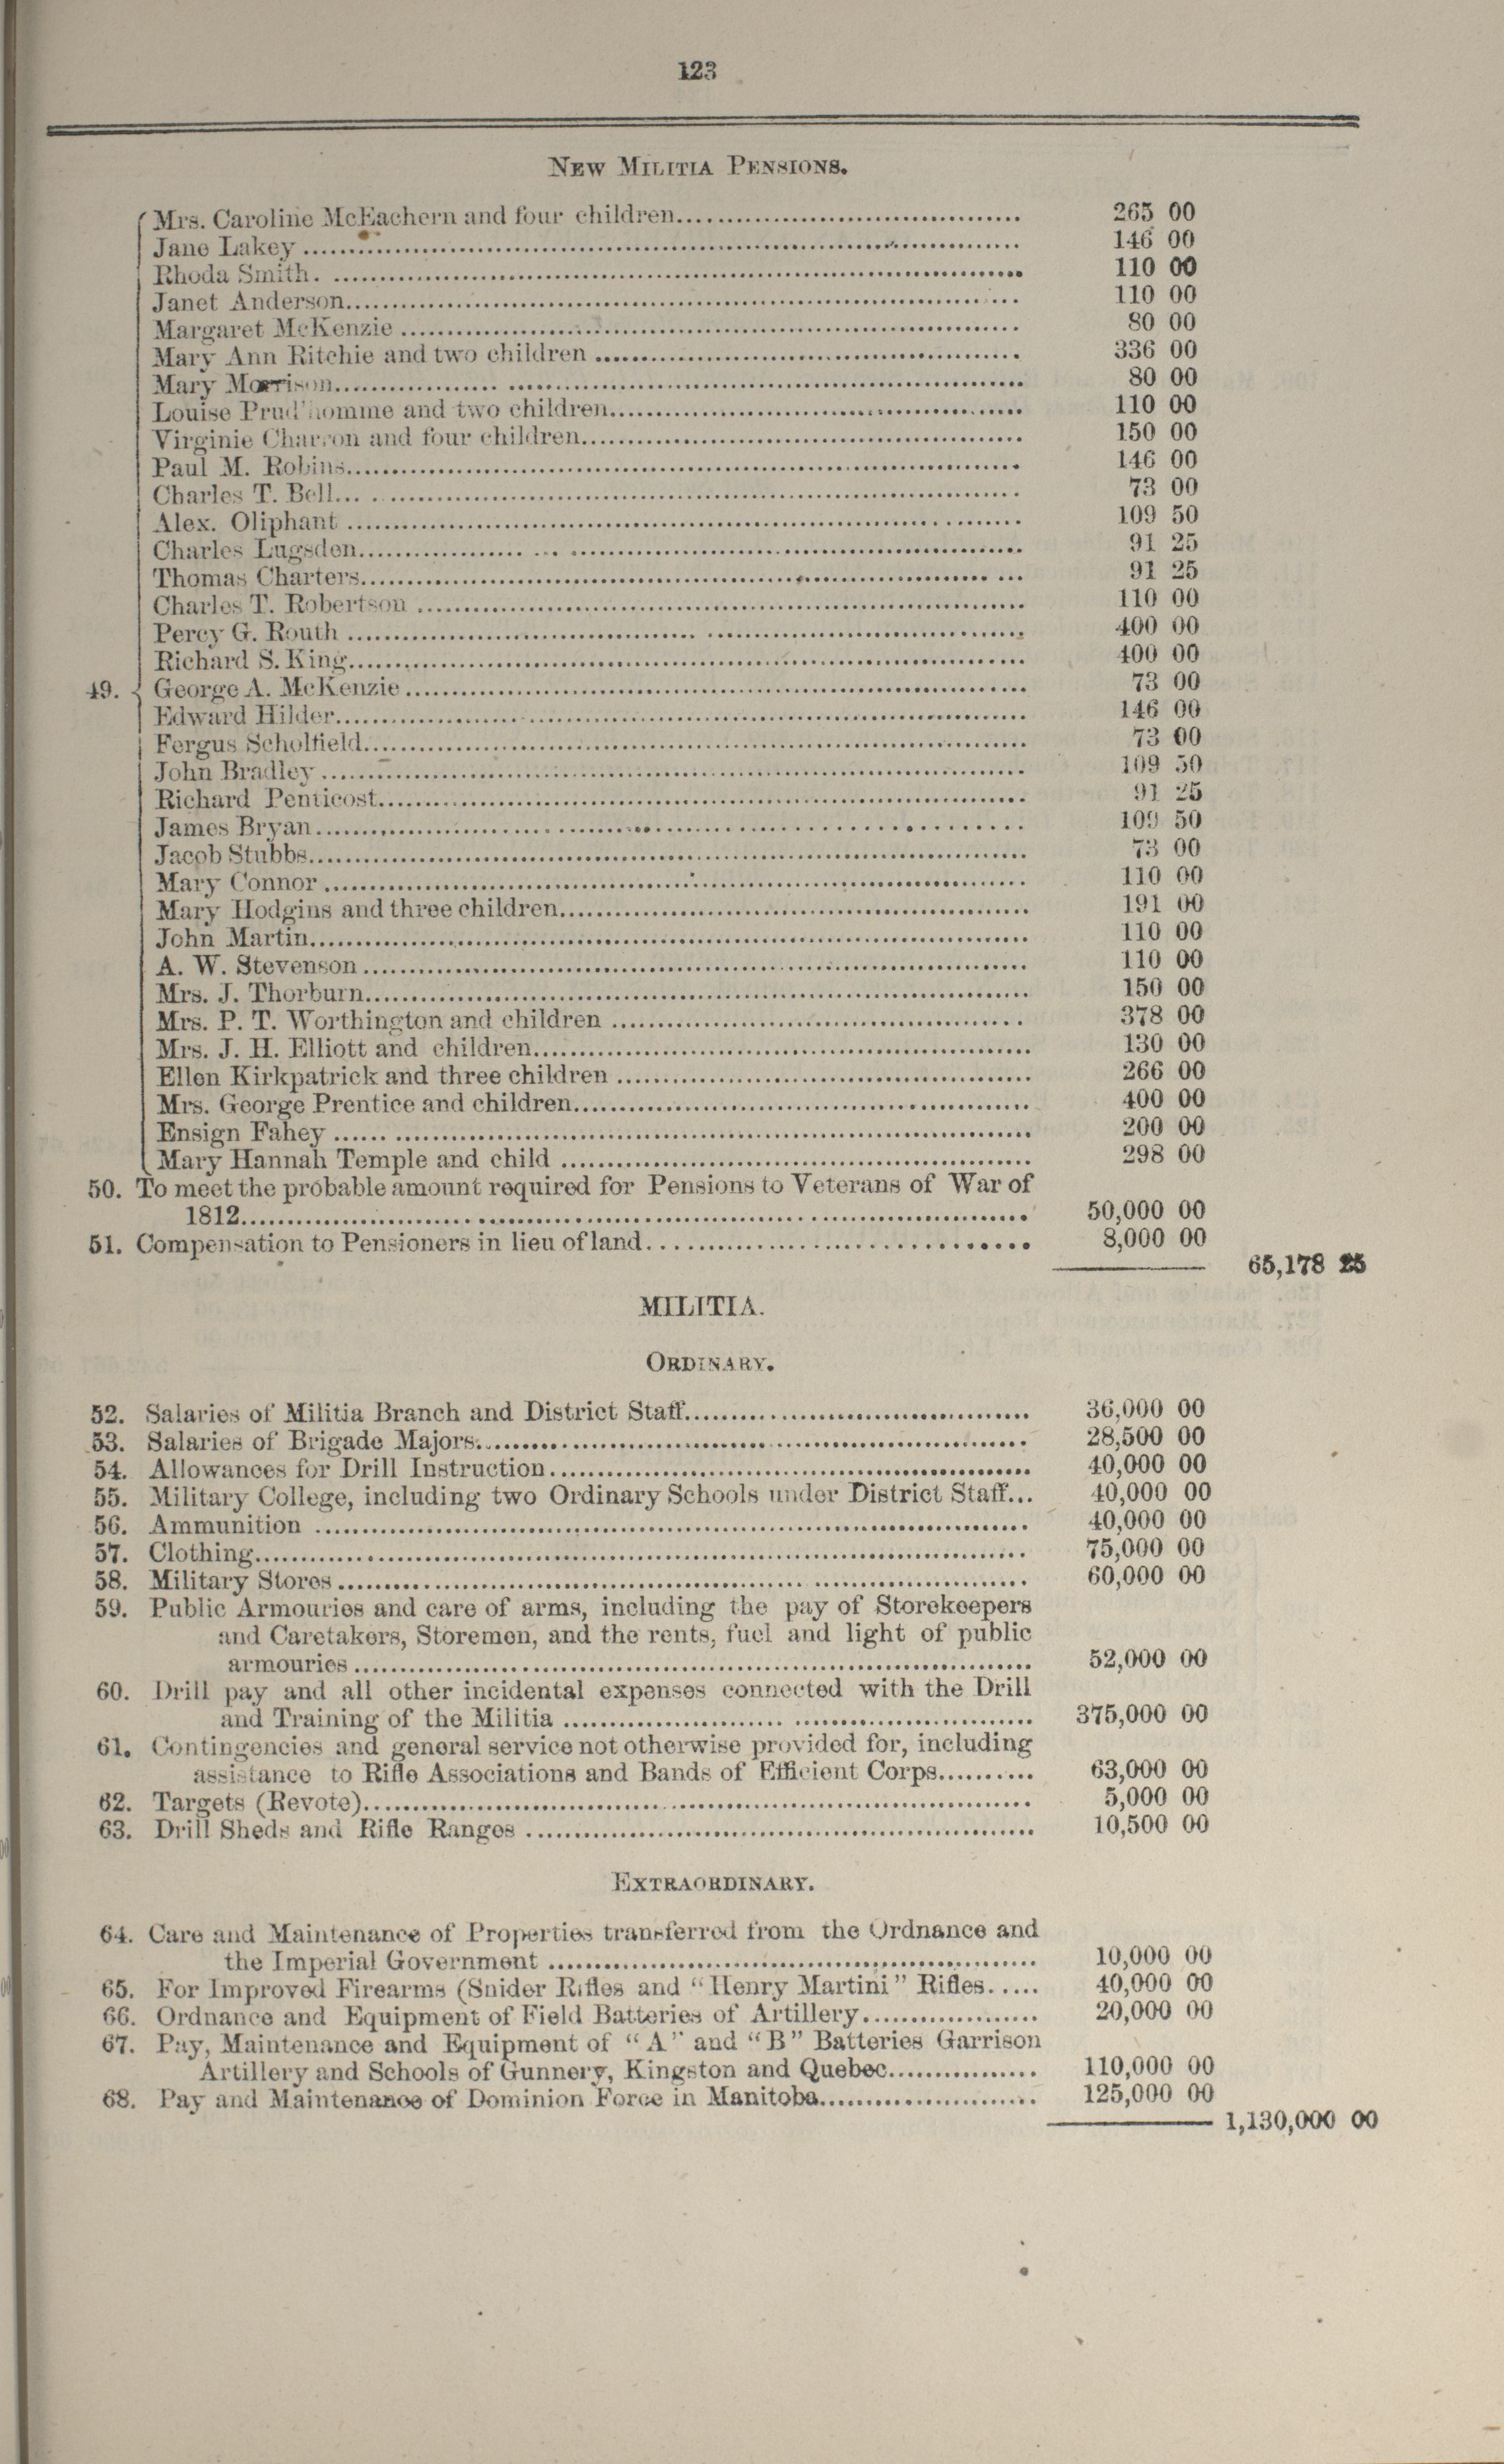 123
NEW MILITIA PENSIONS.
Mrs. Caroline McEachern and four children.................................... 265 00
Jane Lakey .................................... 146 00
Rhoda Smith. .................................... 110 00
Janet Anderson.................................... 110 00
Margaret McKenzie .................................... 80 00
Mary Ann Ritchie and two children .................................... 336 00
Mary Morrison.................................... 80 00
Louise Prud'homme and two children.................................... 110 00
Virginie Charron and four children.................................... 150 00
Paul M. Robins.................................... 146 00
Charles T. Bell.................................... 73 00
Alex. Oliphant .................................... 109 50
Charles Lugsden.................................... 91 25
Thomas Charters.................................... 91 25
Charles T. Robertson .................................... 110 00
Percy G. Routh .................................... 400 00
Richard S. King.................................... 400 00
49. { George A. McKenzie.................................... 73 00
Edward Hilder.................................... 146 00
Fergus Scholfield.................................... 73 00
John Bradley .................................... 109 50
Richard Penticost.................................... 91 25
James Bryan.................................... 109 50
Jacob Stubbs.................................... 73 00
Mary Connor .................................... 110 00
Mary Hodgins and three children.................................... 191 00
John Martin.................................... 110 00
A. W. Stevenson.................................... 110 00
Mrs. J. Thorburn.................................... 150 00
Mrs. P. T. Worthington and children .................................... 378 00
Mrs. J. H. Elliott and children.................................... 130 00
Ellen Kirkpatrick and three children .................................... 266 00
Mrs. George Prentice and children.................................... 400 00
Ensign Fahey .................................... 200 00
Mary Hannah Temple and child .................................... 298 00
50. To meet the probable amount required for Pensions to Veterans of War of
1812.................................... 50,000 00
51. Compensation to Pensioners in lieu of land.................................... 8,000 00
65,178 25
MILITIA.
ORDINARY.
52. Salaries of Militia Branch and District Staff.................................... 36,000 00
53. Salaries of Brigade Majors.................................... 28,500 00
54. Allowances for Drill Instruction.................................... 40,000 00
55. Military College, including two Ordinary Schools under District Staff... 40,000 00
56. Ammunition .................................... 40,000 00
57. Clothing.................................... 75,000 00
58. Military Stores.................................... 60,000 00
59. Public Armouries and care of arms, including the pay of Storekeepers
and Caretakers, Storemen, and the rents, fuel and light of public
armouries.................................... 52,000 00
60. Drill pay and all other incidental expenses connected with the Drill
and Training of the Militia .................................... 375,000 00
61. Contingencies and general service not otherwise provided for, including
assistance to Rifle Associations and Bands of Efficient Corps.......... 63,000 00
62. Targets (Revote).................................... 5,000 00
63. Drill Sheds and Rifle Ranges .................................... 10,500 00
EXTRAORDINARY.
64. Care and Maintenance of Properties transferred from the Ordnance and
the Imperial Government .................................... 10,000 00
65. For Improved Firearms (Snider Rifles and "Henry Martini" Rifles..... 40,000 00
66. Ordnance and Equipment of Field Batteries of Artillery................... 20,000 00
67. Pay, Maintenance and Equipment of "A" and "B" Batteries Garrison
Artillery and Schools of Gunnery, Kingston and Quebec................ 110,000 00
68. Pay and Maintenance of Dominion Force in Manitoba....................... 125,000 00
1,130,000 00